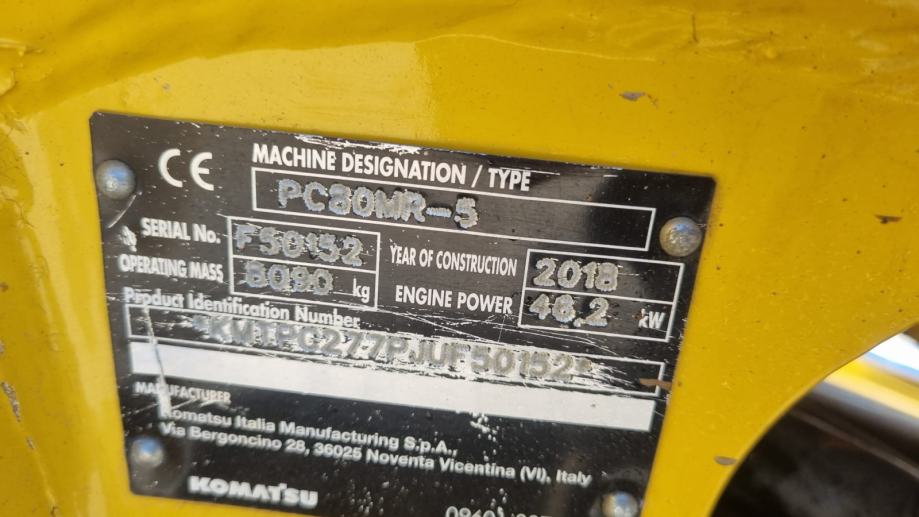 CE MACHINE DESIGNATION / TYPE
PC80MR-5
SERIAL No. F50152
YEAR OF CONSTRUCTION 2018
OPERATING MASS 8090 kg
ENGINE POWER 46,2 kW
Product Identification Number
*KMTPC277PJUF50152*
MANUFACTURER
Komatsu Italia Manufacturing S.p.A.,
Via Bergoncino 28, 36025 Noventa Vicentina (VI), Italy
KOMATSU